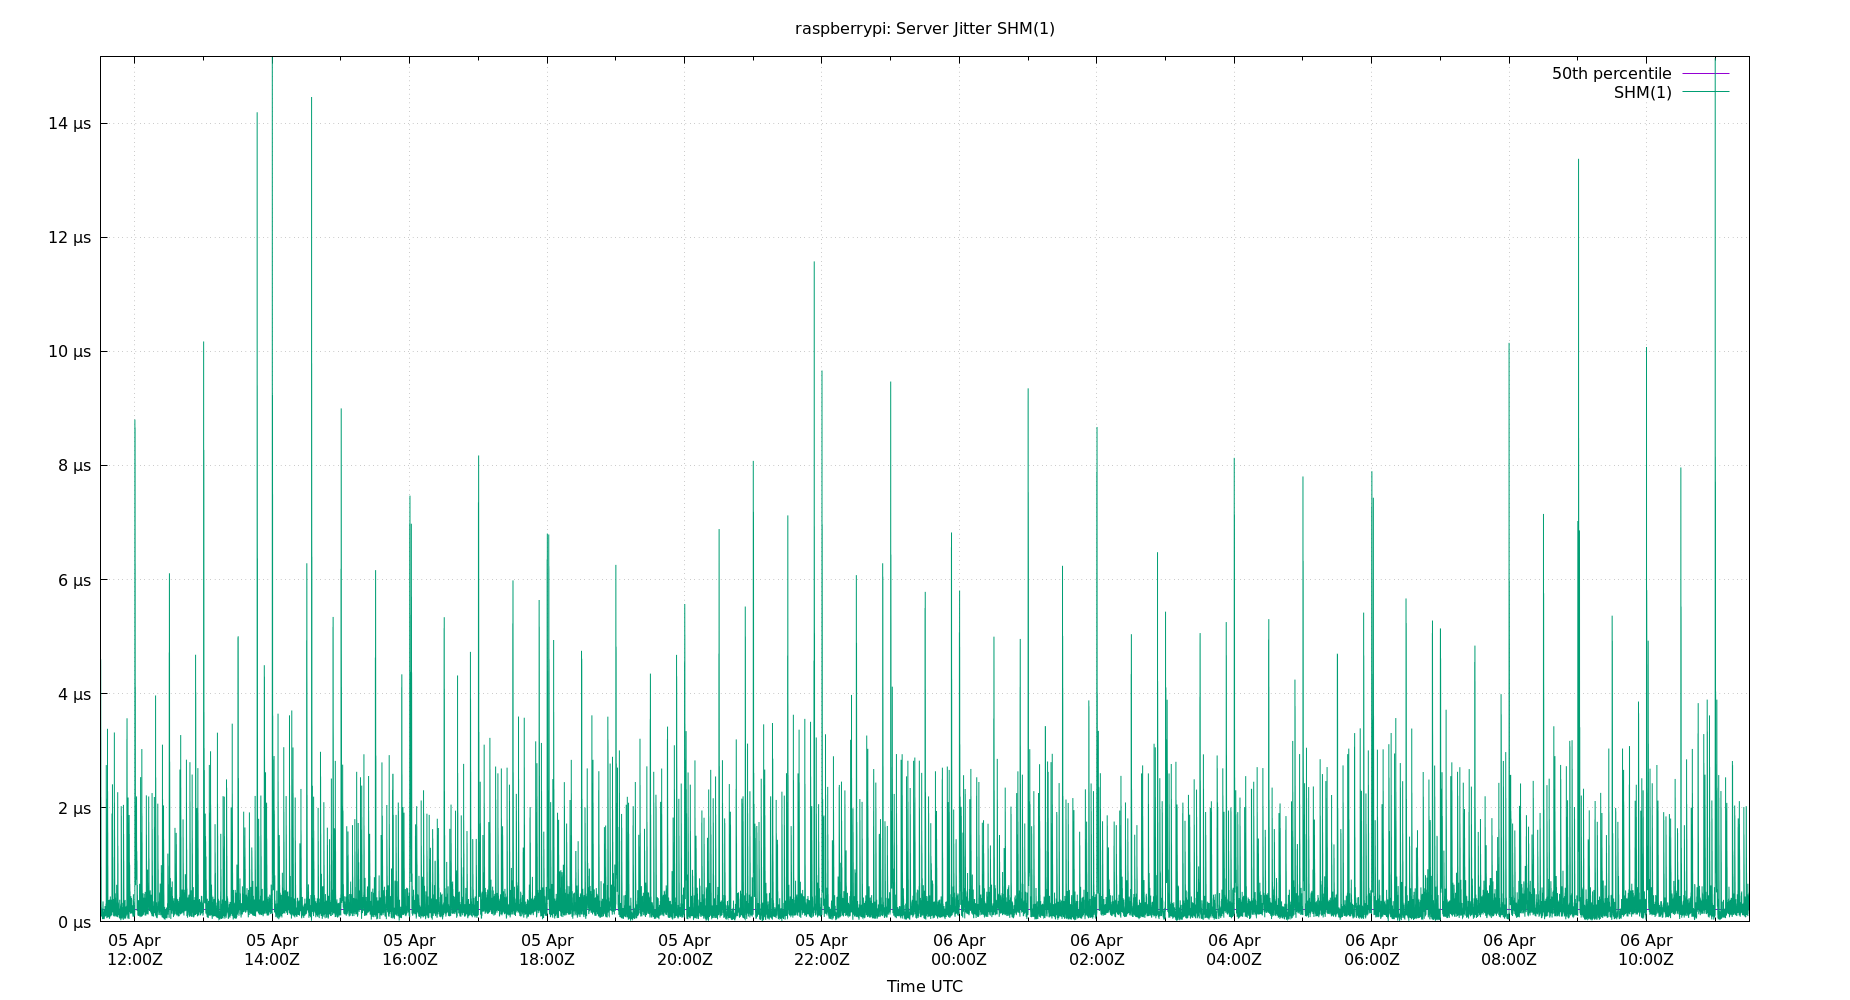 raspberrypi: Server Jitter SHM(1)
50th percentile
SHM(1)
14 µs
12 µs
10 µs
8 µs
6 µs
4 µs
2 µs
0 µs
05 Apr 05 Apr 05 Apr 05 Apr 05 Apr 05 Apr 06 Apr 06 Apr 06 Apr 06 Apr 06 Apr 06 Apr
12:00Z 14:00Z 16:00Z 18:00Z 20:00Z 22:00Z 00:00Z 02:00Z 04:00Z 06:00Z 08:00Z 10:00Z
Time UTC